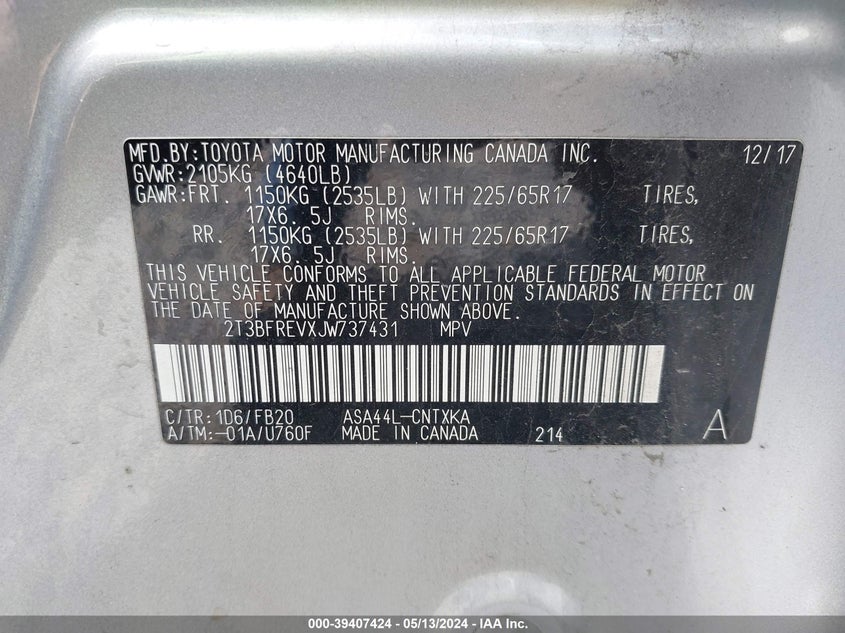 MFD.BY:TOYOTA MOTOR MANUFACTURING CANADA INC. 12/17
GVWR:2105KG (4640LB)
GAWR:FRT. 1150KG (2535LB) WITH 225/65R17 TIRES,
17X6. 5J RIMS.
RR. 1150KG (2535LB) WITH 225/65R17 TIRES,
17X6. 5J RIMS.
THIS VEHICLE CONFORMS TO ALL APPLICABLE FEDERAL MOTOR
VEHICLE SAFETY AND THEFT PREVENTION STANDARDS IN EFFECT ON
THE DATE OF MANUFACTURE SHOWN ABOVE.
2T3BFREVXJW737431 MPV
C/TR:1D6/FB20 ASA44L-CNTXKA
A/TM:-01A/U760F MADE IN CANADA 214 A
000-39407424 - 05/13/2024 - IAA Inc.